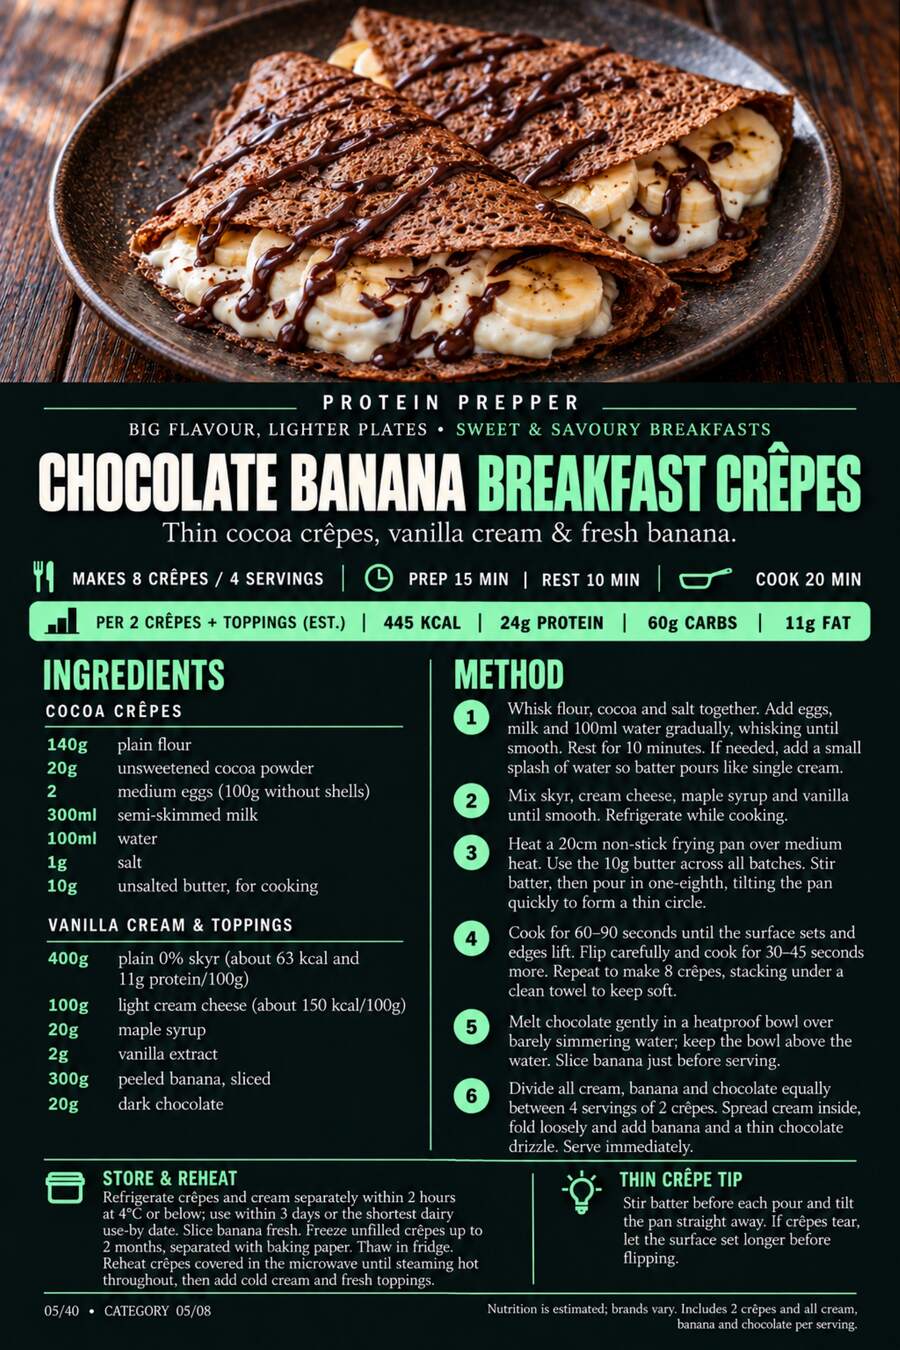 PROTEIN PREPPER
BIG FLAVOUR, LIGHTER PLATES • SWEET & SAVOURY BREAKFASTS
CHOCOLATE BANANA BREAKFAST CRÊPES
Thin cocoa crêpes, vanilla cream & fresh banana.
MAKES 8 CRÊPES / 4 SERVINGS | PREP 15 MIN | REST 10 MIN | COOK 20 MIN
PER 2 CRÊPES + TOPPINGS (EST.) | 445 KCAL | 24g PROTEIN | 60g CARBS | 11g FAT
INGREDIENTS
COCOA CRÊPES
140g plain flour
20g unsweetened cocoa powder
2 medium eggs (100g without shells)
300ml semi-skimmed milk
100ml water
1g salt
10g unsalted butter, for cooking
VANILLA CREAM & TOPPINGS
400g plain 0% skyr (about 63 kcal and
11g protein/100g)
100g light cream cheese (about 150 kcal/100g)
20g maple syrup
2g vanilla extract
300g peeled banana, sliced
20g dark chocolate
METHOD
1 Whisk flour, cocoa and salt together. Add eggs,
milk and 100ml water gradually, whisking until
smooth. Rest for 10 minutes. If needed, add a small
splash of water so batter pours like single cream.
2 Mix skyr, cream cheese, maple syrup and vanilla
until smooth. Refrigerate while cooking.
3 Heat a 20cm non-stick frying pan over medium
heat. Use the 10g butter across all batches. Stir
batter, then pour in one-eighth, tilting the pan
quickly to form a thin circle.
4 Cook for 60–90 seconds until the surface sets and
edges lift. Flip carefully and cook for 30–45 seconds
more. Repeat to make 8 crêpes, stacking under a
clean towel to keep soft.
5 Melt chocolate gently in a heatproof bowl over
barely simmering water; keep the bowl above the
water. Slice banana just before serving.
6 Divide all cream, banana and chocolate equally
between 4 servings of 2 crêpes. Spread cream inside,
fold loosely and add banana and a thin chocolate
drizzle. Serve immediately.
STORE & REHEAT
Refrigerate crêpes and cream separately within 2 hours
at 4°C or below; use within 3 days or the shortest dairy
use-by date. Slice banana fresh. Freeze unfilled crêpes up to
2 months, separated with baking paper. Thaw in fridge.
Reheat crêpes covered in the microwave until steaming hot
throughout, then add cold cream and fresh toppings.
THIN CRÊPE TIP
Stir batter before each pour and tilt
the pan straight away. If crêpes tear,
let the surface set longer before
flipping.
05/40 • CATEGORY 05/08
Nutrition is estimated; brands vary. Includes 2 crêpes and all cream,
banana and chocolate per serving.